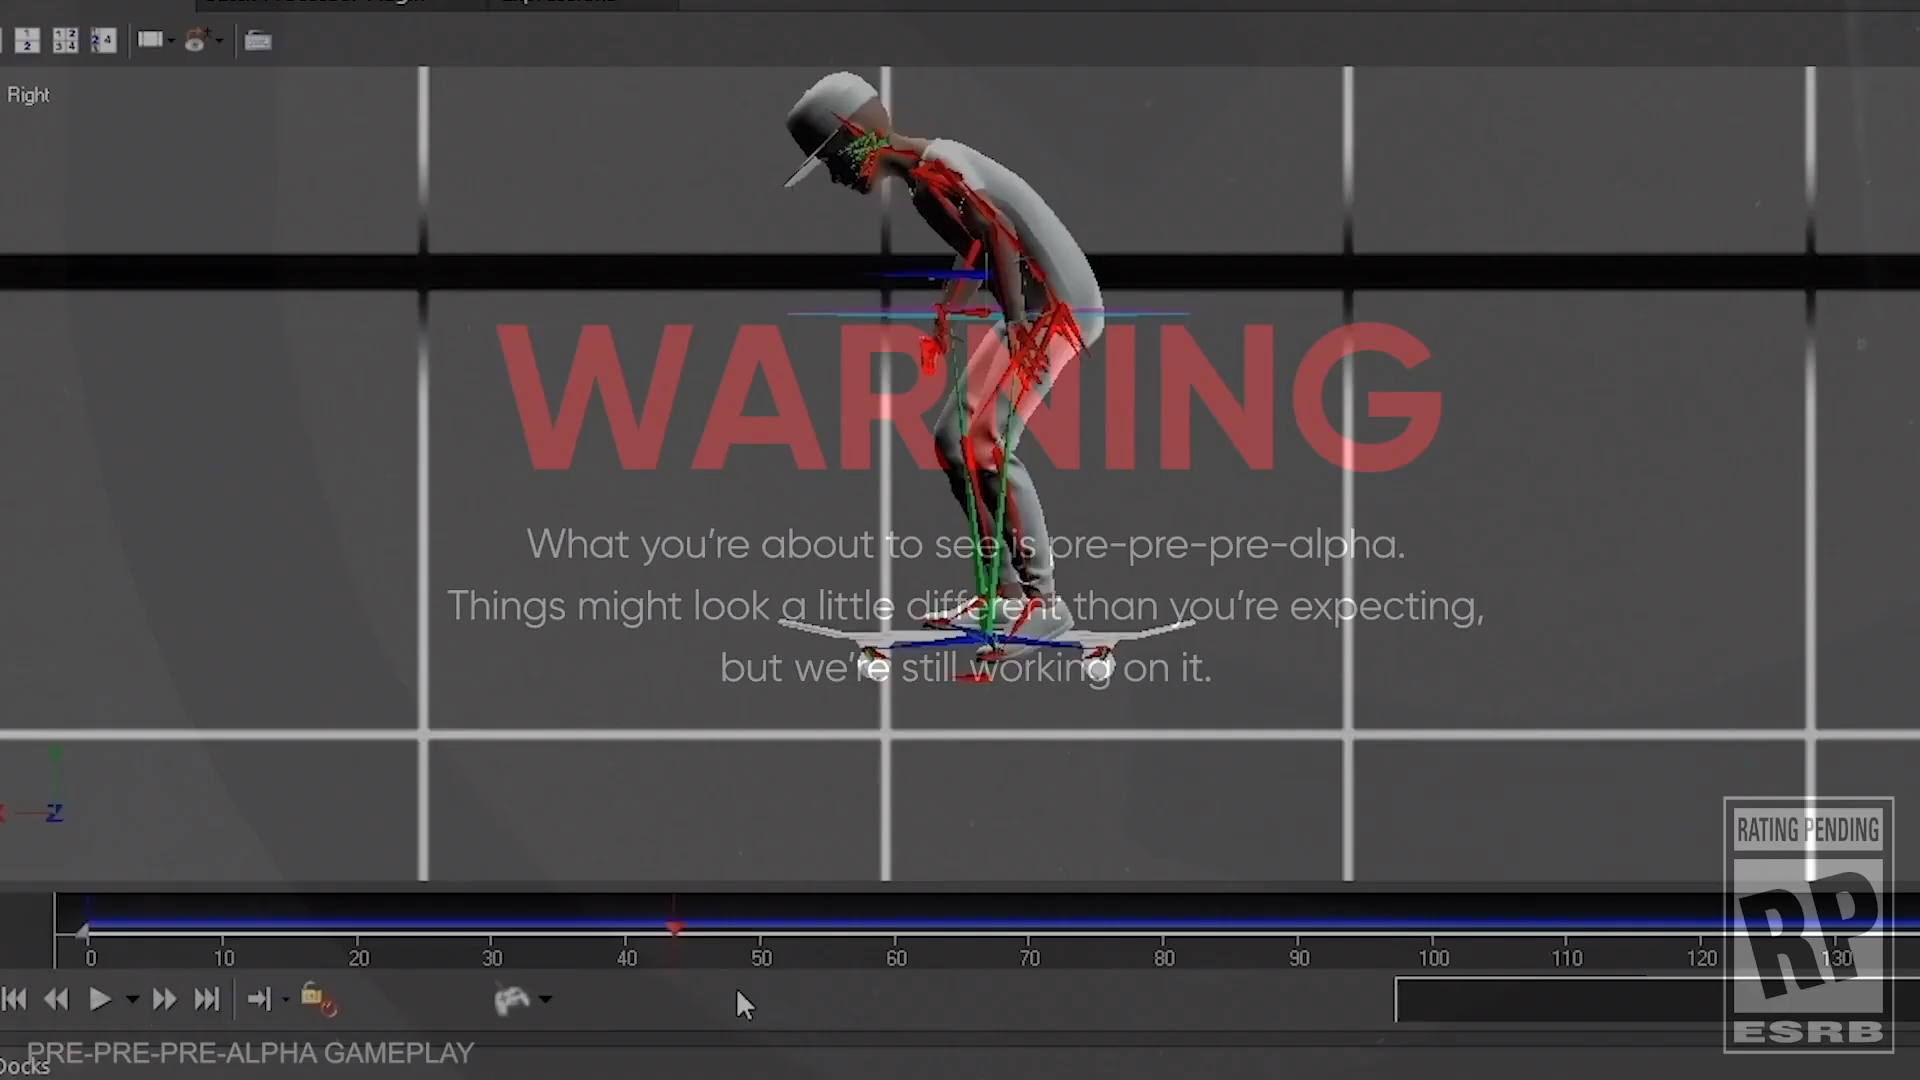 Right
WARNING
What you're about to see is pre-pre-pre-alpha.
Things might look a little different than you're expecting,
but we're still working on it.
X Z
RATING PENDING
RP
ESRB
0 10 20 30 40 50 60 70 80 90 100 110 120 130
PRE-PRE-PRE-ALPHA GAMEPLAY
Docks